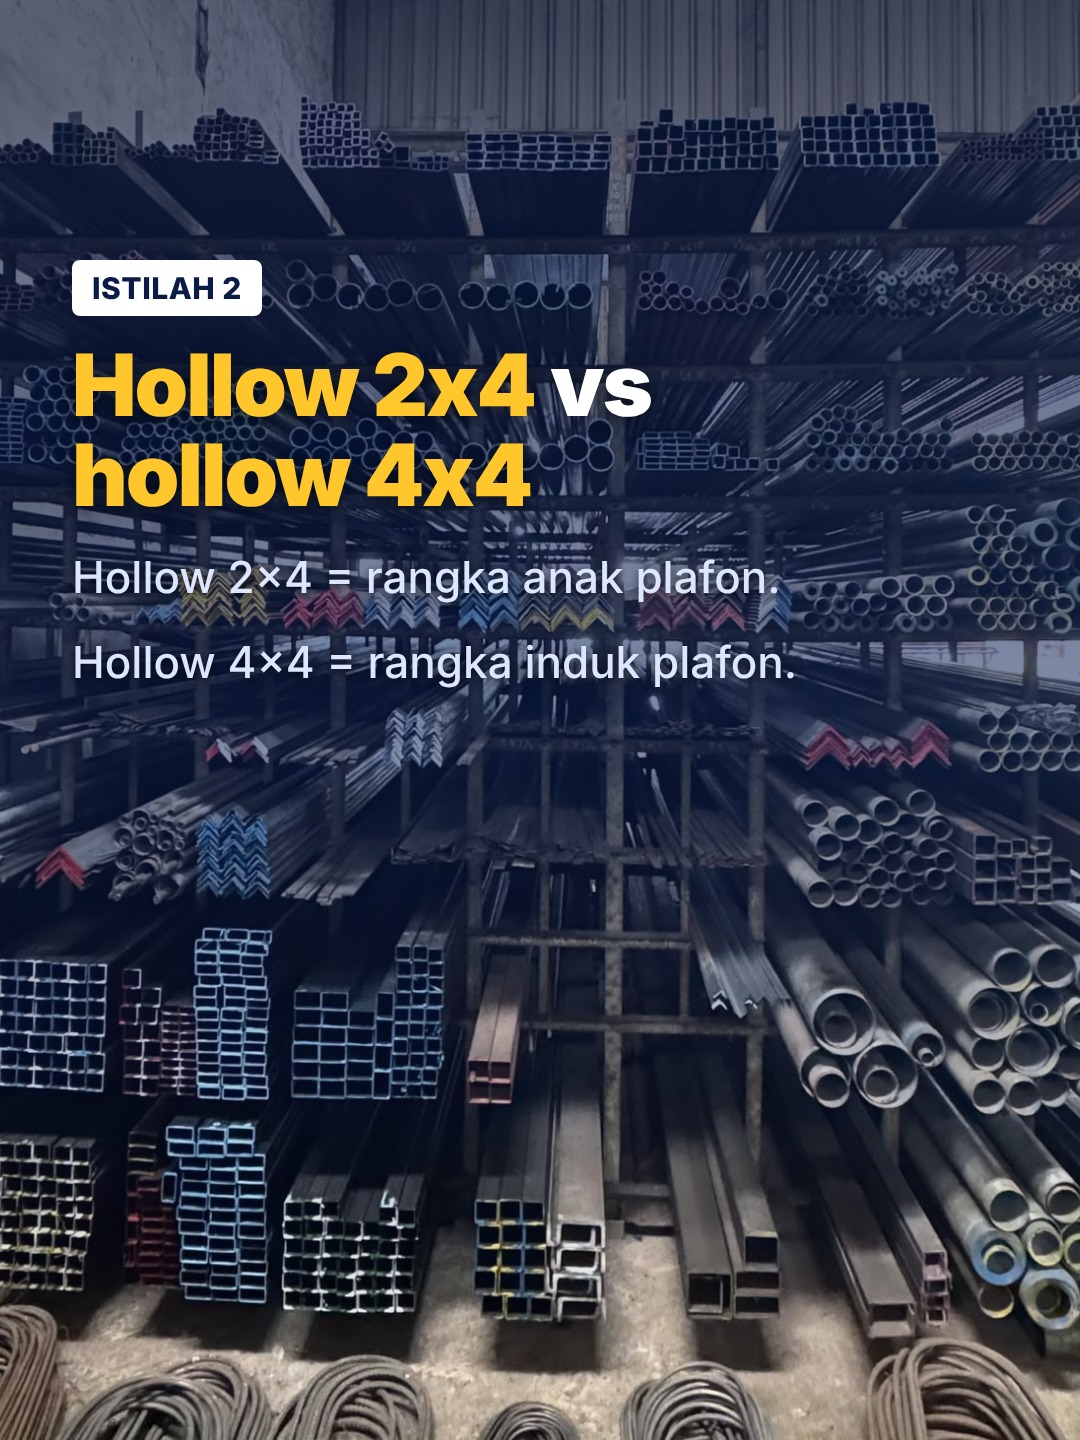 ISTILAH 2
Hollow 2x4 vs
hollow 4x4
Hollow 2×4 = rangka anak plafon.
Hollow 4×4 = rangka induk plafon.